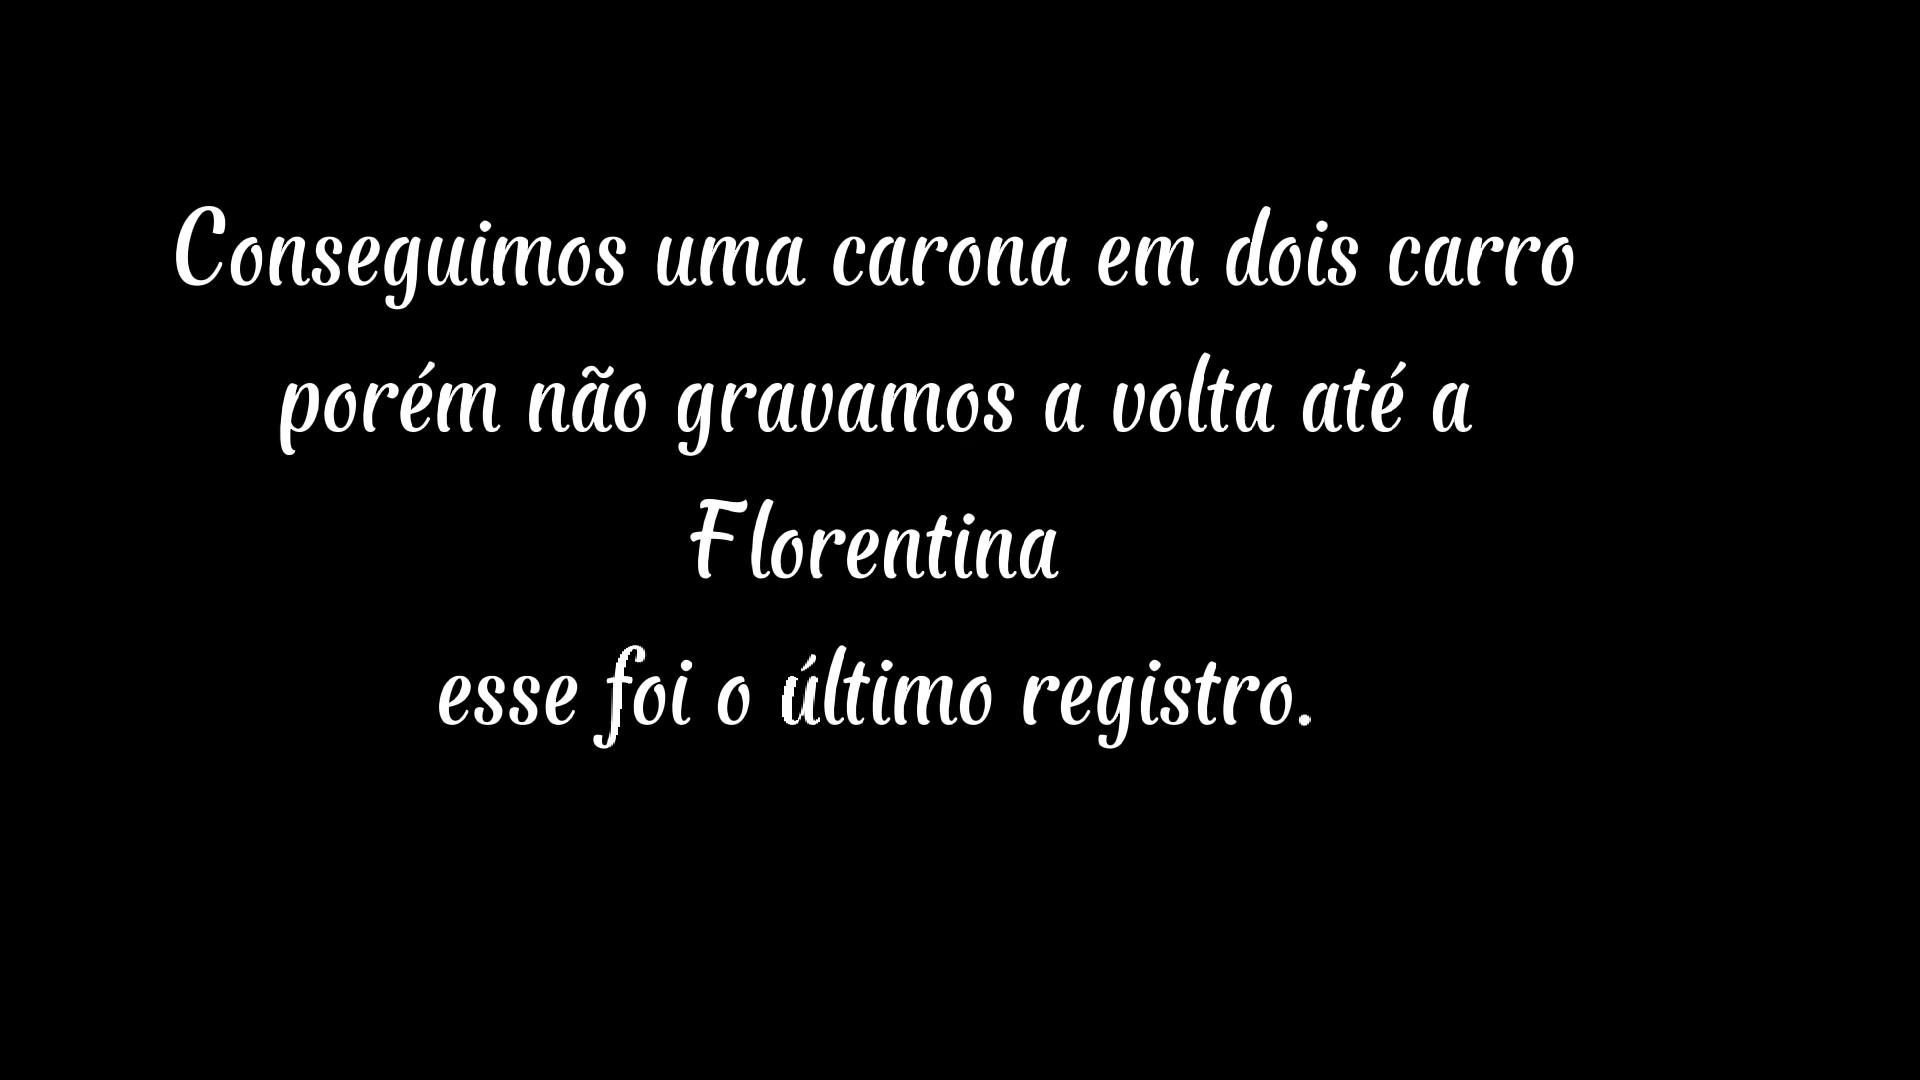 Conseguimos uma carona em dois carro
porém não gravamos a volta até a
Florentina
esse foi o último registro.